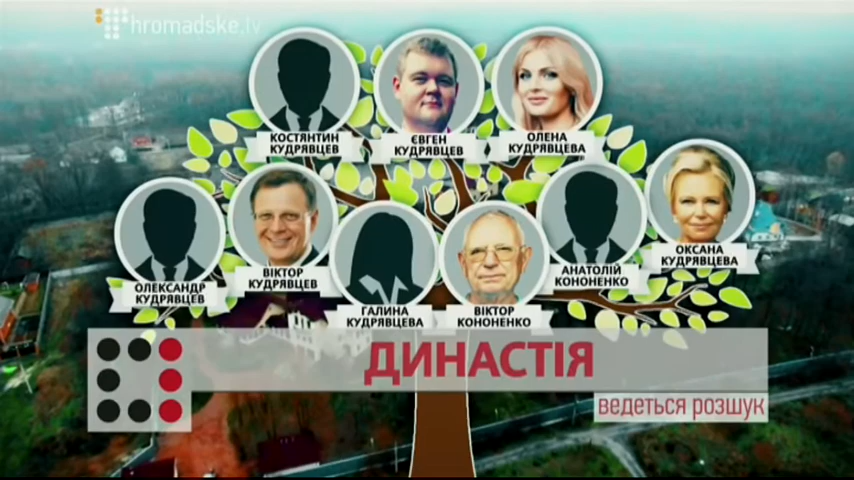 hromadske.tv
КОСТЯНТИН
КУДРЯВЦЕВ
ЄВГЕН
КУДРЯВЦЕВ
ОЛЕНА
КУДРЯВЦЕВА
ОЛЕКСАНДР
КУДРЯВЦЕВ
ВІКТОР
КУДРЯВЦЕВ
ГАЛИНА
КУДРЯВЦЕВА
ВІКТОР
КОНОНЕНКО
АНАТОЛІЙ
КОНОНЕНКО
ОКСАНА
КУДРЯВЦЕВА
ДИНАСТІЯ
ведеться розшук